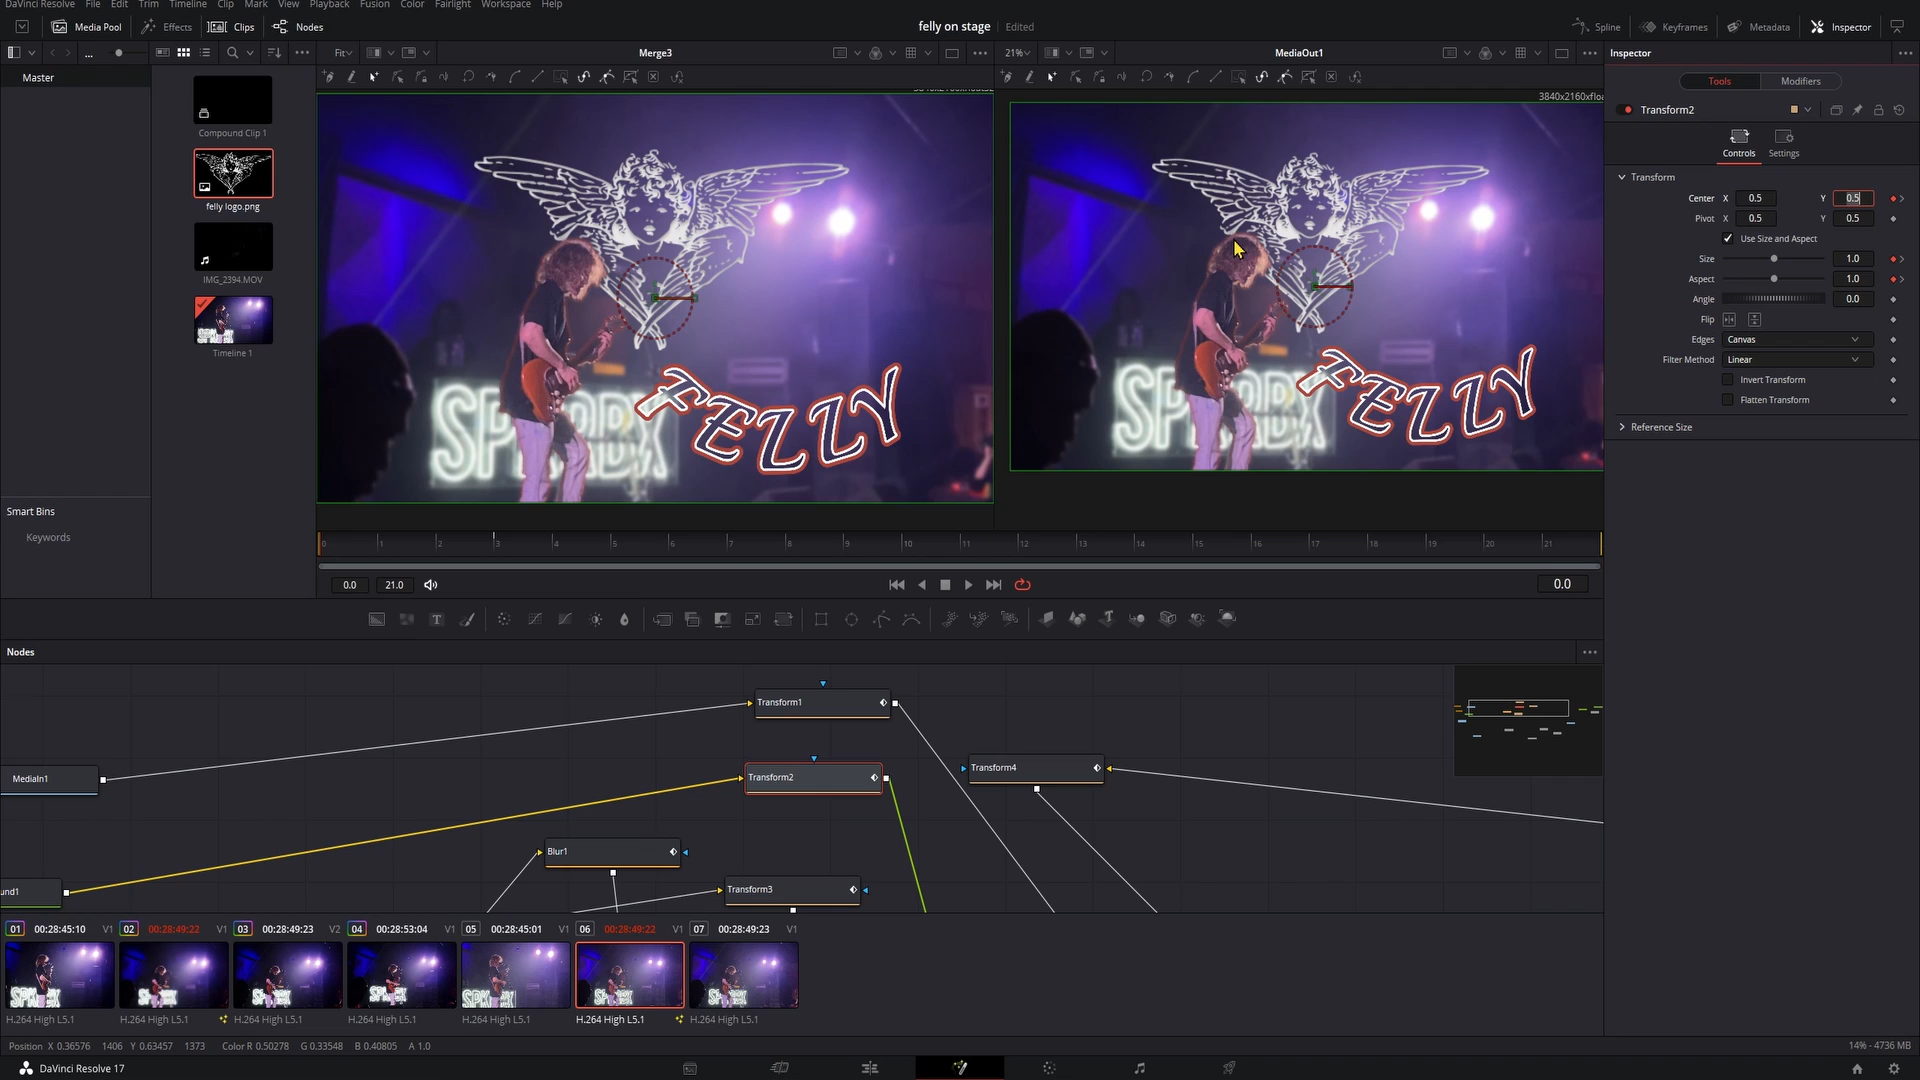 DaVinci Resolve File Edit Trim Timeline Clip Mark View Playback Fusion Color Fairlight Workspace Help
Media Pool Effects Clips Nodes felly on stage Edited Spline Keyframes Metadata Inspector
... Fit Merge3 21% MediaOut1 Inspector
Master
Compound Clip 1
felly logo.png
IMG_2394.MOV
Timeline 1
Smart Bins
Keywords
FELLY
3840x2160xfloa
FELLY
Tools Modifiers
Transform2
Controls Settings
Transform
Center X 0.5 Y 0.5
Pivot X 0.5 Y 0.5
Use Size and Aspect
Size 1.0
Aspect 1.0
Angle 0.0
Flip
Edges Canvas
Filter Method Linear
Invert Transform
Flatten Transform
Reference Size
0 1 2 3 4 5 6 7 8 9 10 11 12 13 14 15 16 17 18 19 20 21
0.0 21.0 0.0
Nodes
Transform1
MediaIn1
Transform2
Transform4
Blur1
und1
Transform3
01 00:28:45:10 V1 02 00:28:49:22 V1 03 00:28:49:23 V2 04 00:28:53:04 V1 05 00:28:45:01 V1 06 00:28:49:22 V1 07 00:28:49:23 V1
H.264 High L5.1 H.264 High L5.1 H.264 High L5.1 H.264 High L5.1 H.264 High L5.1 H.264 High L5.1 H.264 High L5.1
Position X 0.36576 1406 Y 0.63457 1373 Color R 0.50278 G 0.33548 B 0.40805 A 1.0 14% - 4736 MB
DaVinci Resolve 17